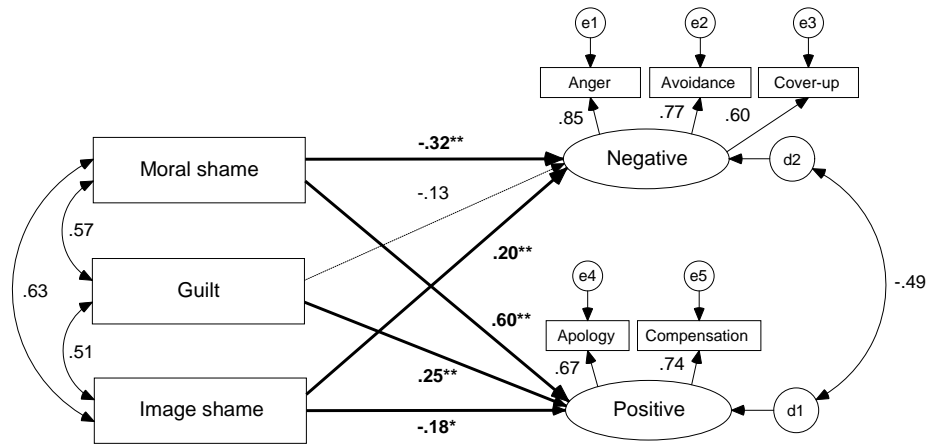 e1
e2
e3
Anger
Avoidance
Cover-up
.85
.77
.60
-.32**
Moral shame
Negative
d2
-.13
.57
.20**
.63
Guilt
e4
e5
-.49
.60**
Apology
Compensation
.51
.67
.74
.25**
Image shame
Positive
d1
-.18*